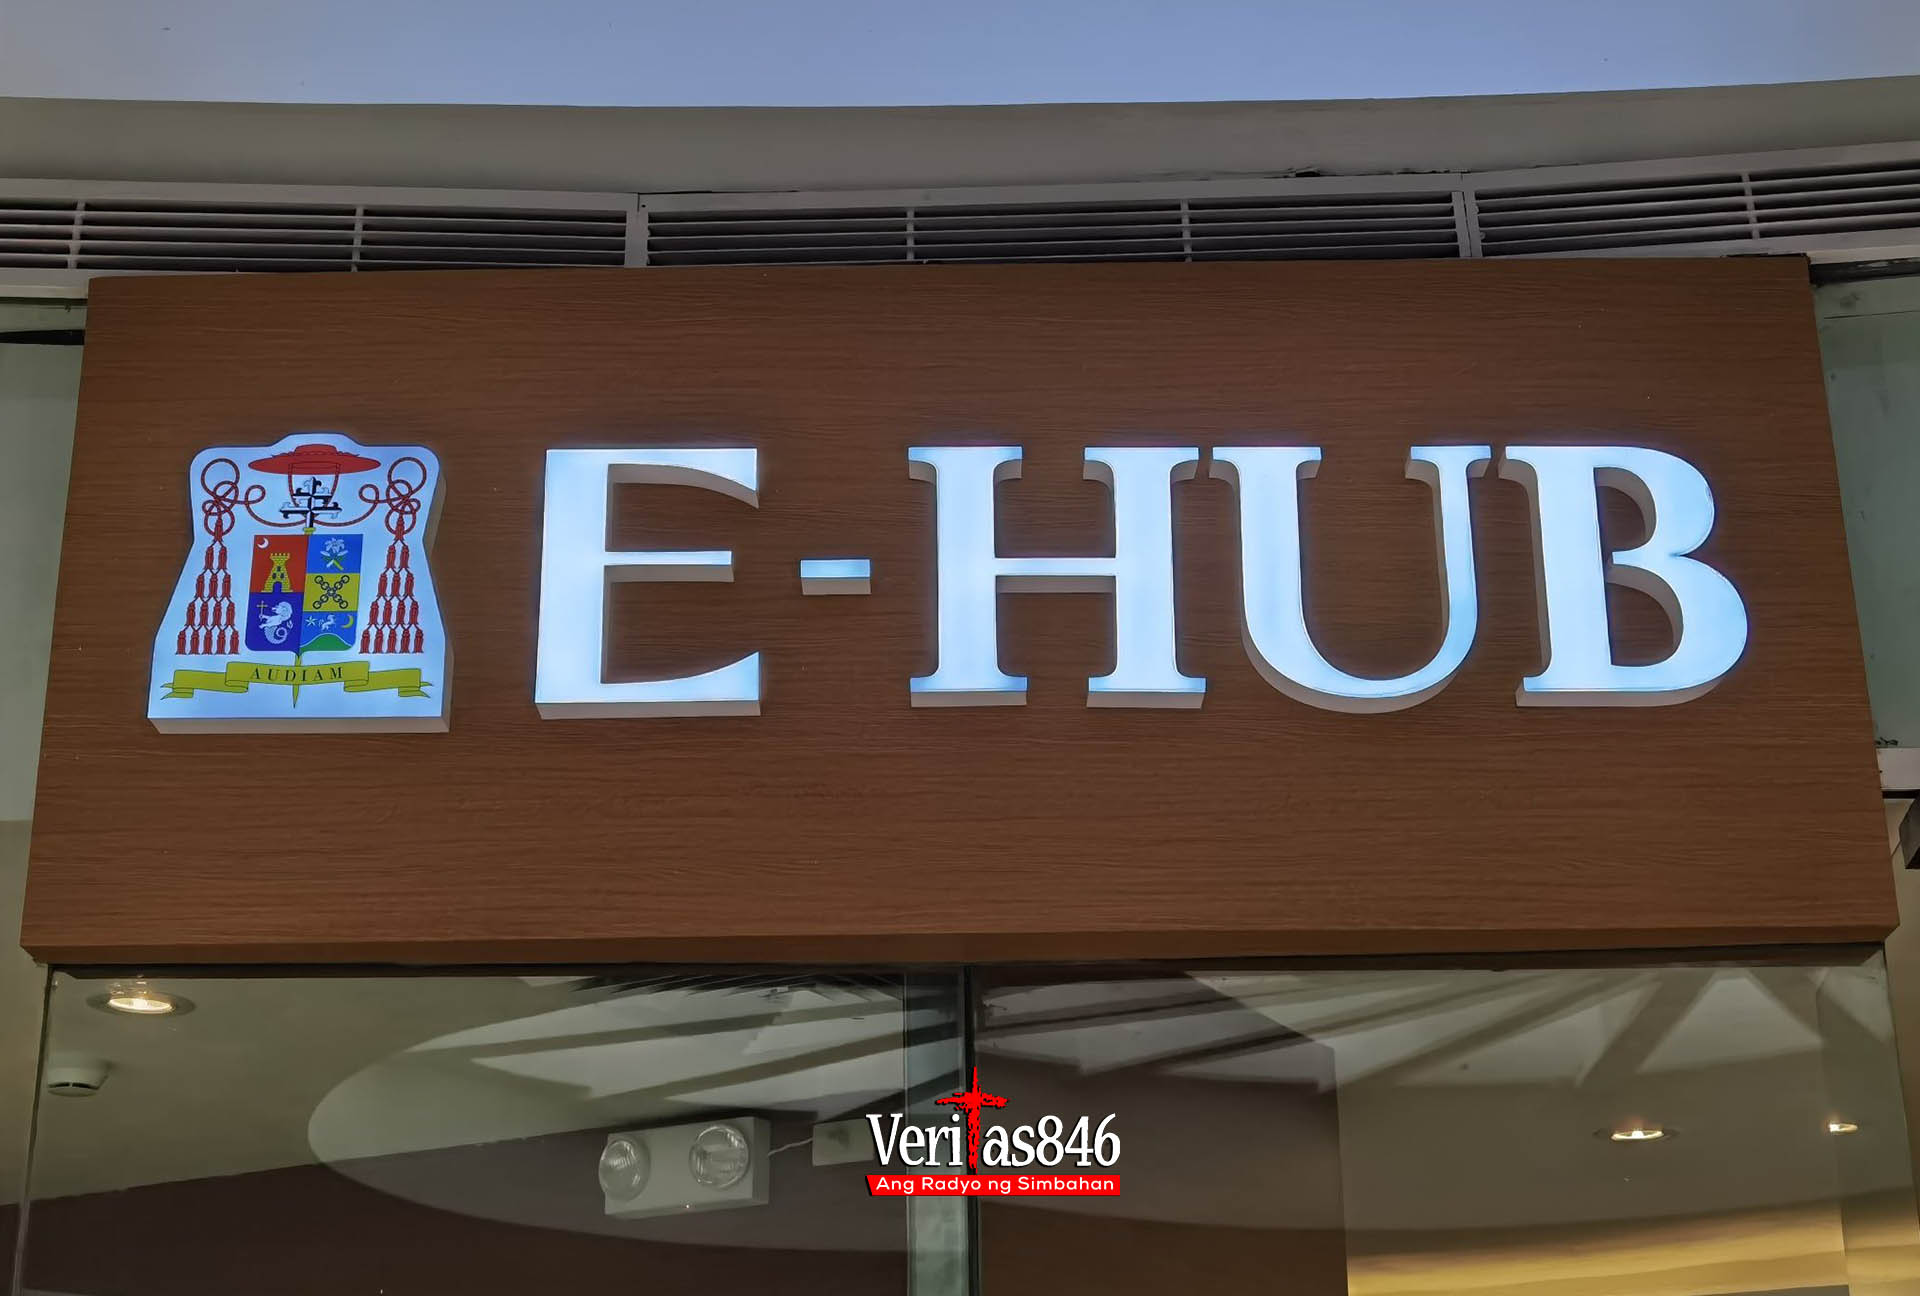 E-HUB
AUDIAM
Veritas846
Ang Radyo ng Simbahan